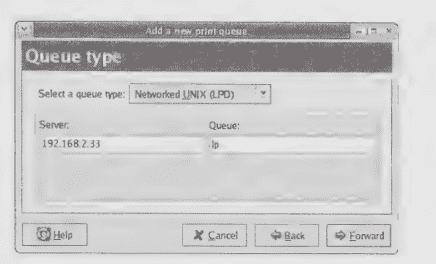 Add a new print queue
Queue type
Select a queue type: Networked UNIX (LPD)
Server: Queue:
192.168.2.33 lp
Help Cancel Back Forward